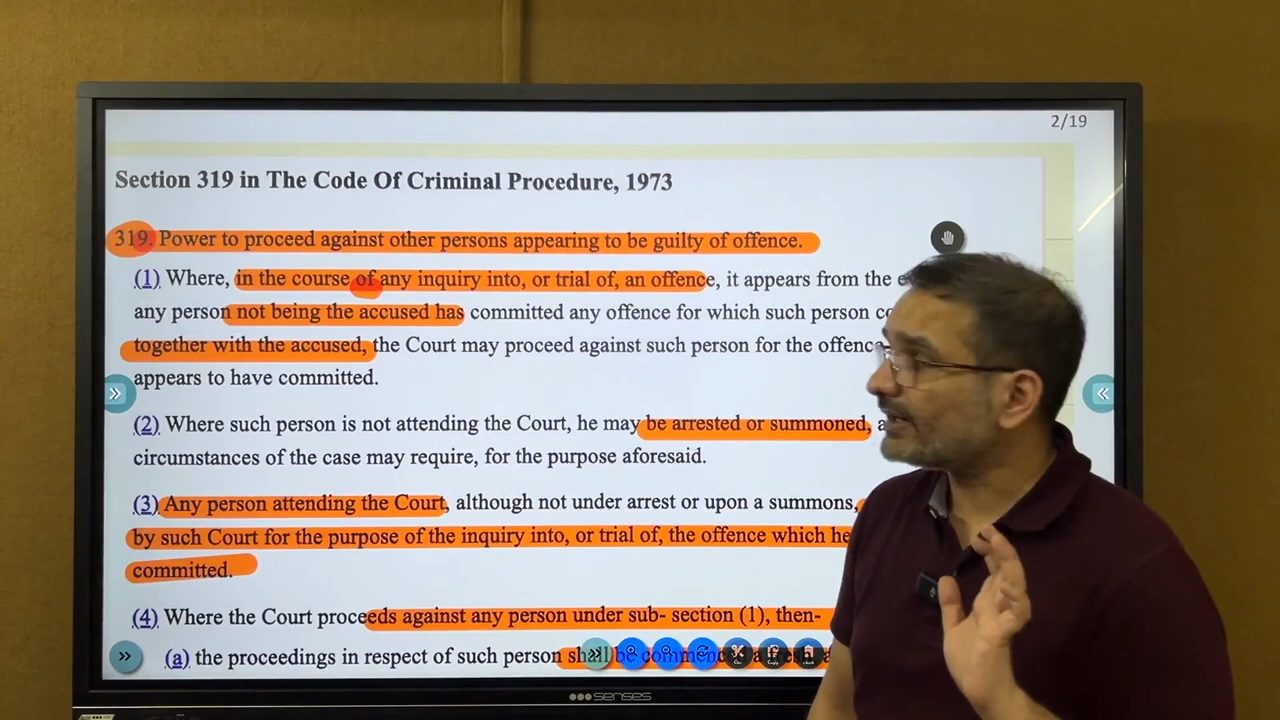 2/19
Section 319 in The Code Of Criminal Procedure, 1973
319. Power to proceed against other persons appearing to be guilty of offence.
(1) Where, in the course of any inquiry into, or trial of, an offence, it appears from the
any person not being the accused has committed any offence for which such person
together with the accused, the Court may proceed against such person for the offence
appears to have committed.
(2) Where such person is not attending the Court, he may be arrested or summoned,
circumstances of the case may require, for the purpose aforesaid.
(3) Any person attending the Court, although not under arrest or upon a summons,
by such Court for the purpose of the inquiry into, or trial of, the offence which he
committed.
(4) Where the Court proceeds against any person under sub- section (1), then-
(a) the proceedings in respect of such person shall be commenc
senses